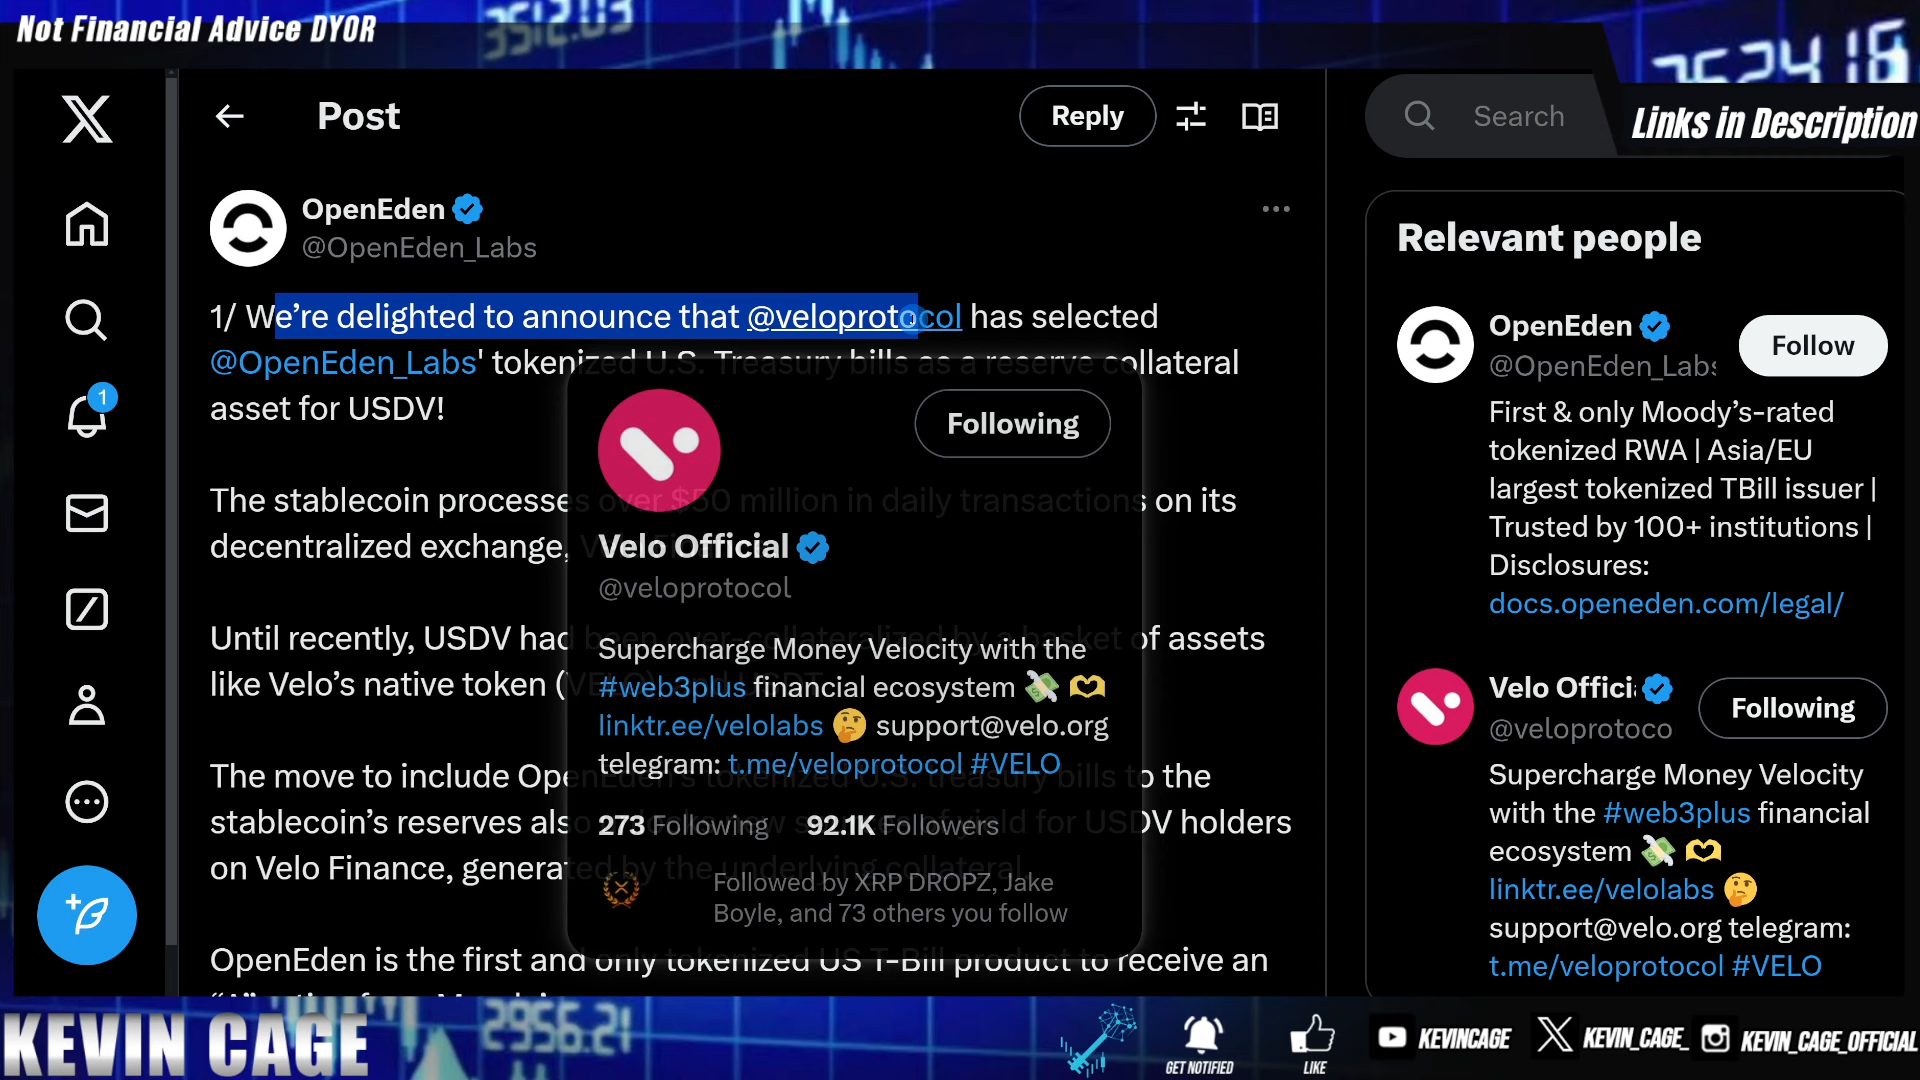 Not Financial Advice DYOR
3512.03
7524.16
Links in Description
Post
Reply
Search
OpenEden
@OpenEden_Labs
1/ We're delighted to announce that @veloprotocol has selected
@OpenEden_Labs' tokenized U.S. Treasury bills as a reserve collateral
asset for USDV!
The stablecoin processes over $50 million in daily transactions on its
decentralized exchange,
Until recently, USDV had been over-collateralized by a basket of assets
like Velo's native token (VELO) and USDT.
The move to include OpenEden's tokenized U.S. Treasury bills to the
stablecoin's reserves also new of yield for USDV holders
on Velo Finance, generated by the underlying collateral.
OpenEden is the first and only tokenized US T-Bill product to receive an
1
Following
Velo Official
@veloprotocol
Supercharge Money Velocity with the
#web3plus financial ecosystem 💸 🫶
linktr.ee/velolabs 🤔 support@velo.org
telegram: t.me/veloprotocol #VELO
273 Following 92.1K Followers
Followed by XRP DROPZ, Jake
Boyle, and 73 others you follow
Relevant people
OpenEden
@OpenEden_Labs
Follow
First & only Moody's-rated
tokenized RWA | Asia/EU
largest tokenized TBill issuer |
Trusted by 100+ institutions |
Disclosures:
docs.openeden.com/legal/
Velo Offici
@veloprotoco
Following
Supercharge Money Velocity
with the #web3plus financial
ecosystem 💸 🫶
linktr.ee/velolabs 🤔
support@velo.org telegram:
t.me/veloprotocol #VELO
KEVIN CAGE
2956.21
GET NOTIFIED
LIKE
KEVINCAGE
KEVIN_CAGE_
KEVIN_CAGE_OFFICIAL